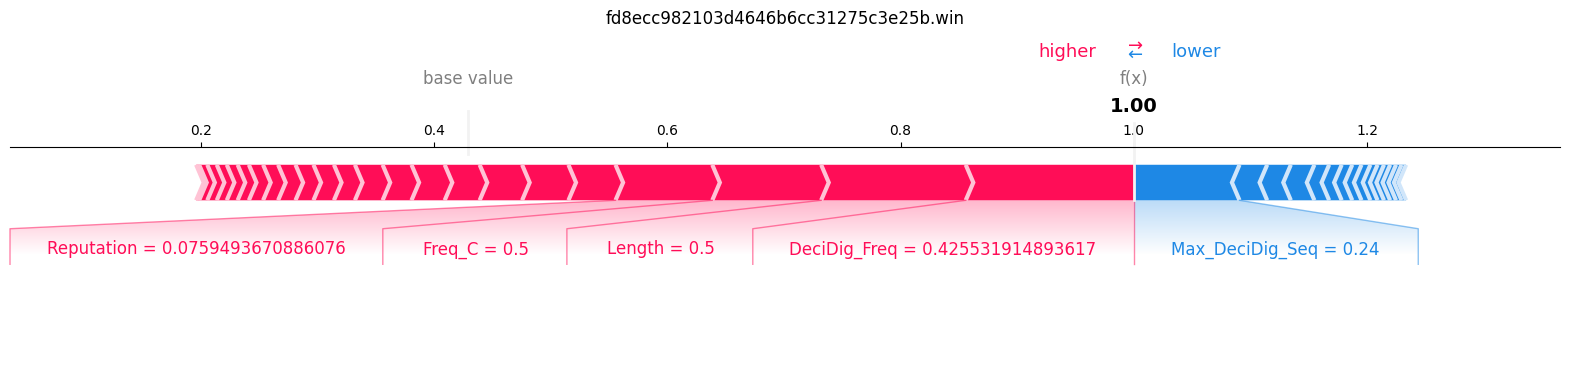 fd8ecc982103d4646b6cc31275c3e25b.win
higher ⇄ lower
base value f(x)
1.00
0.2 0.4 0.6 0.8 1.0 1.2
Reputation = 0.0759493670886076 Freq_C = 0.5 Length = 0.5 DeciDig_Freq = 0.425531914893617 Max_DeciDig_Seq = 0.24